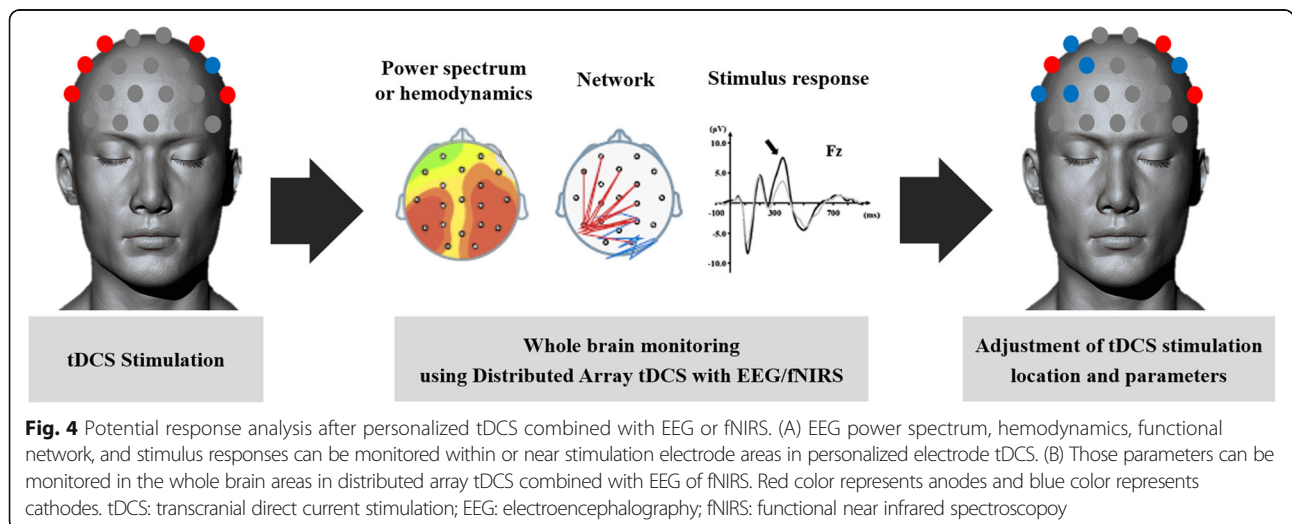 Power spectrum
or hemodynamics
Network
Stimulus response
(μV)
10.0
Fz
5.0
-100
300
700
(ms)
-5.0
-10.0
tDCS Stimulation
Whole brain monitoring
using Distributed Array tDCS with EEG/fNIRS
Adjustment of tDCS stimulation
location and parameters
Fig. 4 Potential response analysis after personalized tDCS combined with EEG or fNIRS. (A) EEG power spectrum, hemodynamics, functional
network, and stimulus responses can be monitored within or near stimulation electrode areas in personalized electrode tDCS. (B) Those parameters can be
monitored in the whole brain areas in distributed array tDCS combined with EEG of fNIRS. Red color represents anodes and blue color represents
cathodes. tDCS: transcranial direct current stimulation; EEG: electroencephalography; fNIRS: functional near infrared spectroscopoy